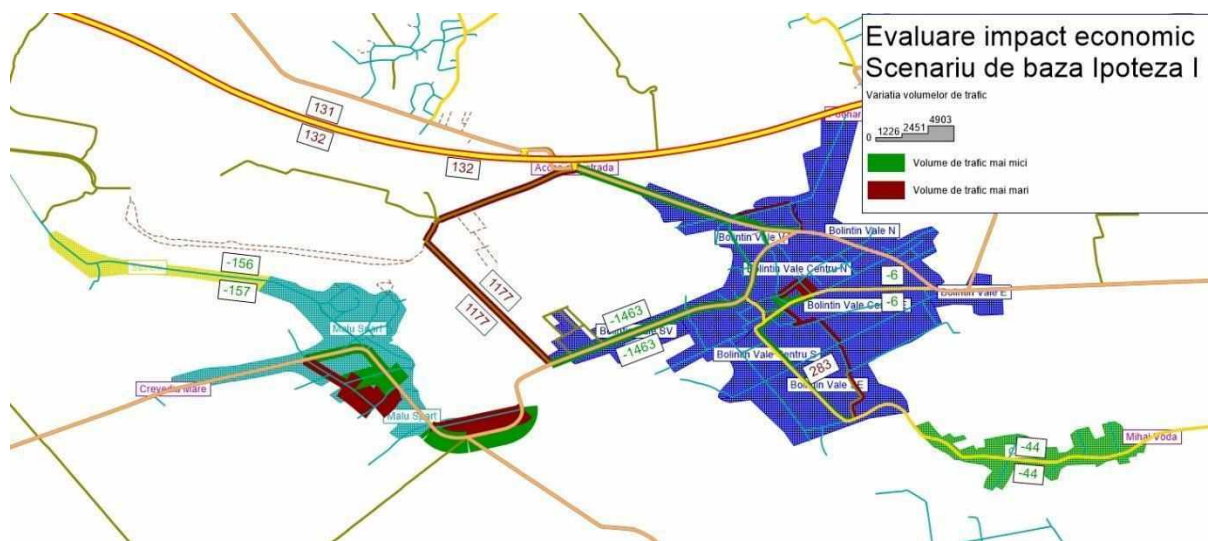 Evaluare impact economic
Scenariu de baza Ipoteza I
Variatia volumelor de trafic
0 1226 2451 4903
Volume de trafic mai mici
Volume de trafic mai mari
131
132
132
Bolintin Vale N
-156
-157
Bolintin Vale Centru N
-6
-6
Bolintin Vale E
1177
1177
-1463
-1463
Malu Spart
Bolintin Vale Centru S
283
Crevedia Mare
Malu Spart
Mihai Voda
-44
-44